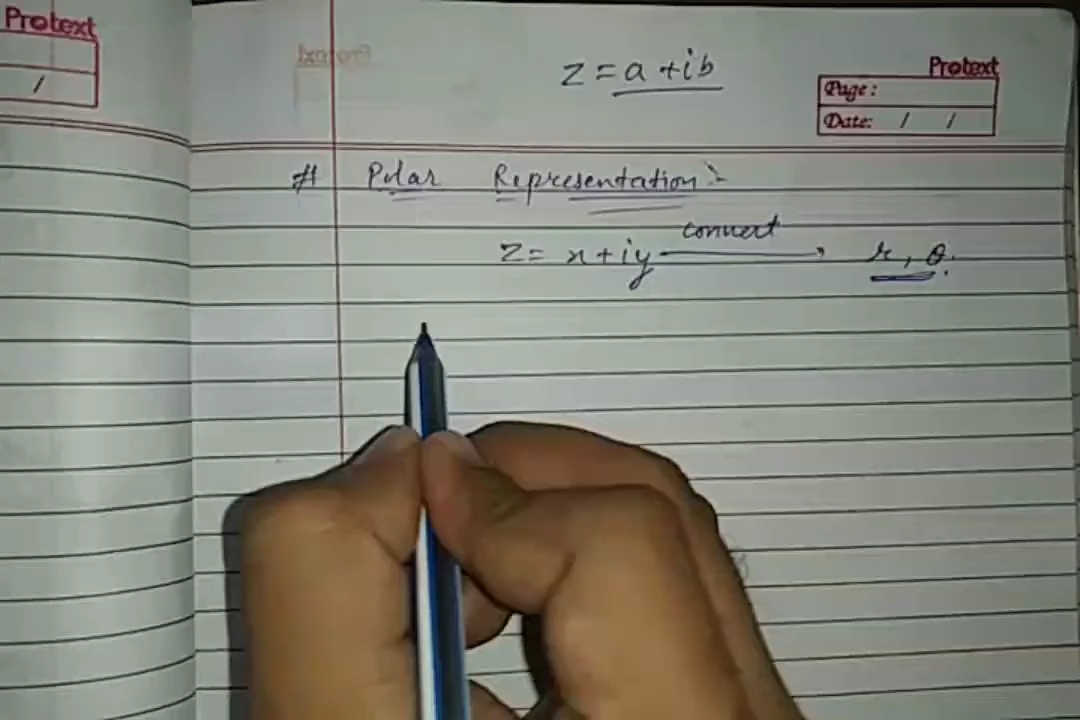 Protext
/
z = a + ib
Protext
Page :
Date: / /
# Polar Representation :-
z = x + iy convert r, θ.